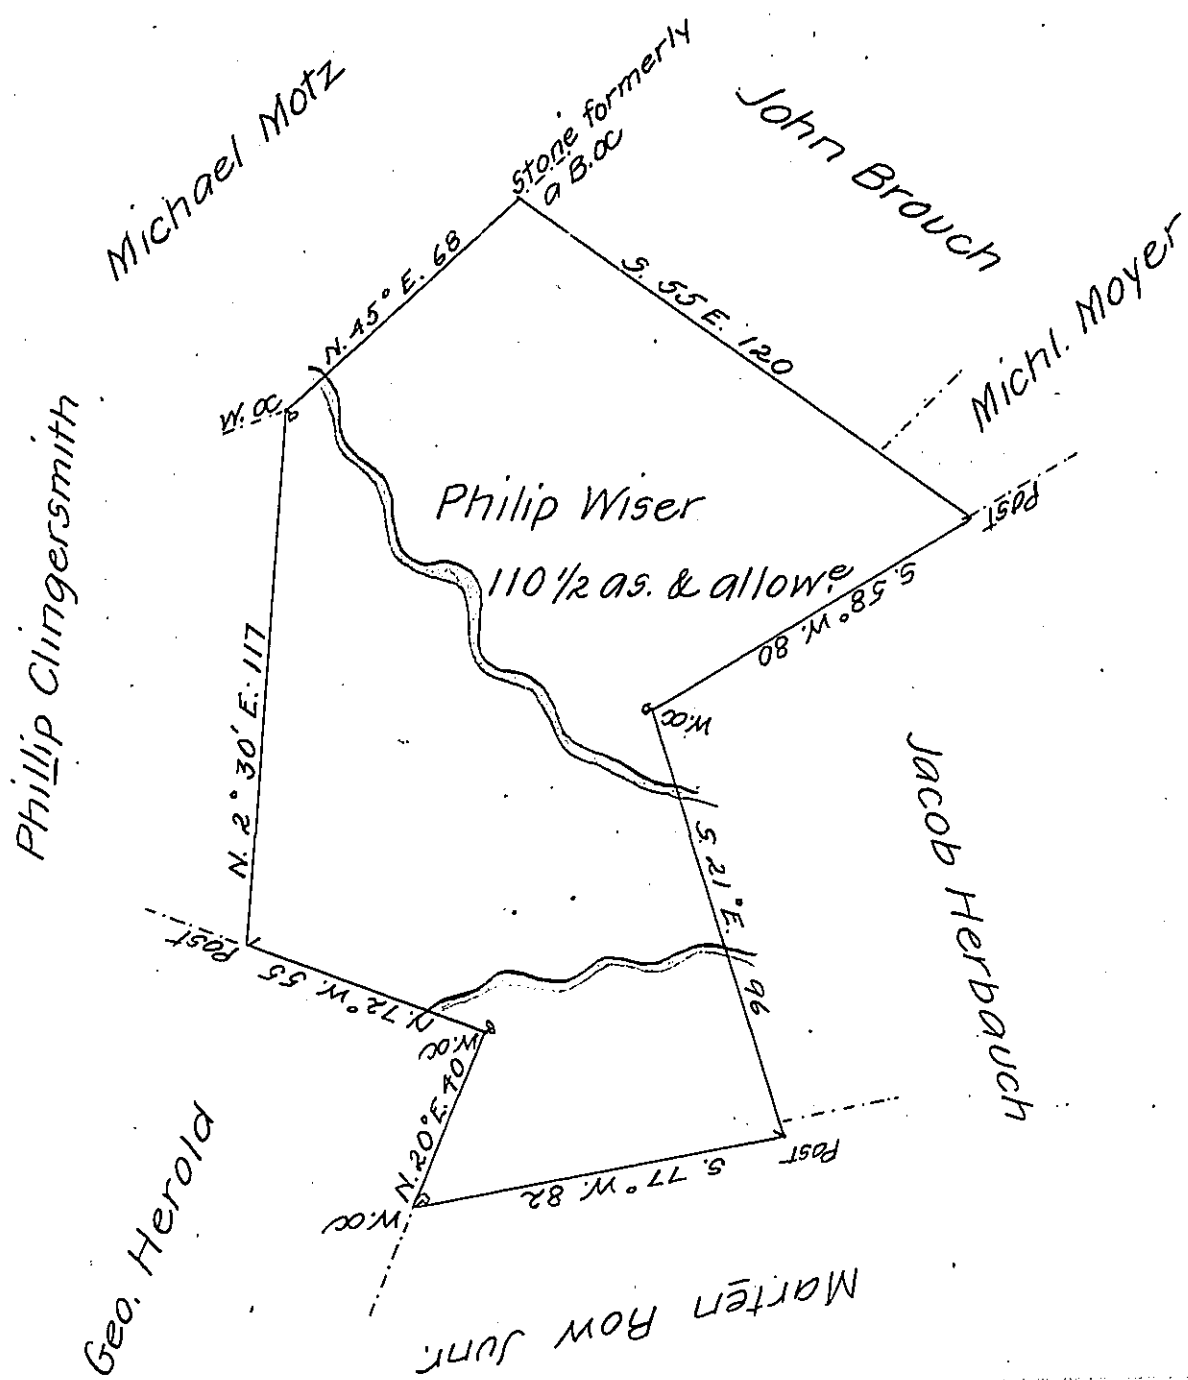 Michael Motz
Stone formerly
a B.oc
John Brouch
Michl. Moyer
N. 45° E. 68
S. 55 E. 120
W. oc
Post
Phillip Clingersmith
Philip Wiser
110 1/2 as. & allowe
S. 58° W. 80
N. 2° 30' E. 117
W.oc
Jacob Herbauch
S. 21° E. 96
Post
N. 72° W. 55
W.oc
N. 20° E. 40
Post
S. 77° W. 82
W.oc
Geo. Herold
Marten Row Junr.